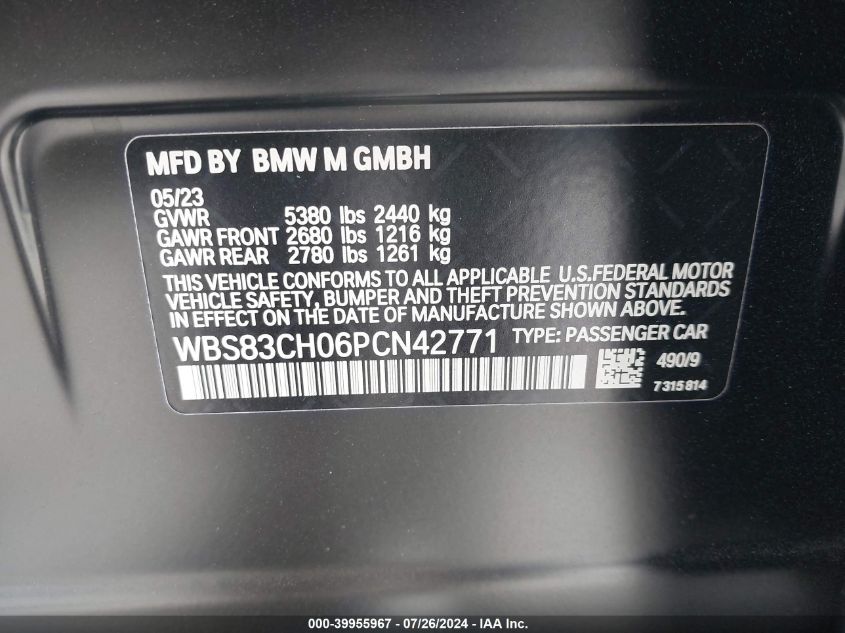 MFD BY BMW M GMBH
05/23
GVWR 5380 lbs 2440 kg
GAWR FRONT 2680 lbs 1216 kg
GAWR REAR 2780 lbs 1261 kg
THIS VEHICLE CONFORMS TO ALL APPLICABLE U.S.FEDERAL MOTOR
VEHICLE SAFETY, BUMPER AND THEFT PREVENTION STANDARDS
IN EFFECT ON THE DATE OF MANUFACTURE SHOWN ABOVE.
WBS83CH06PCN42771 TYPE: PASSENGER CAR
490/9
7315814
000-39955967 / 07/26/2024 - IAA Inc.